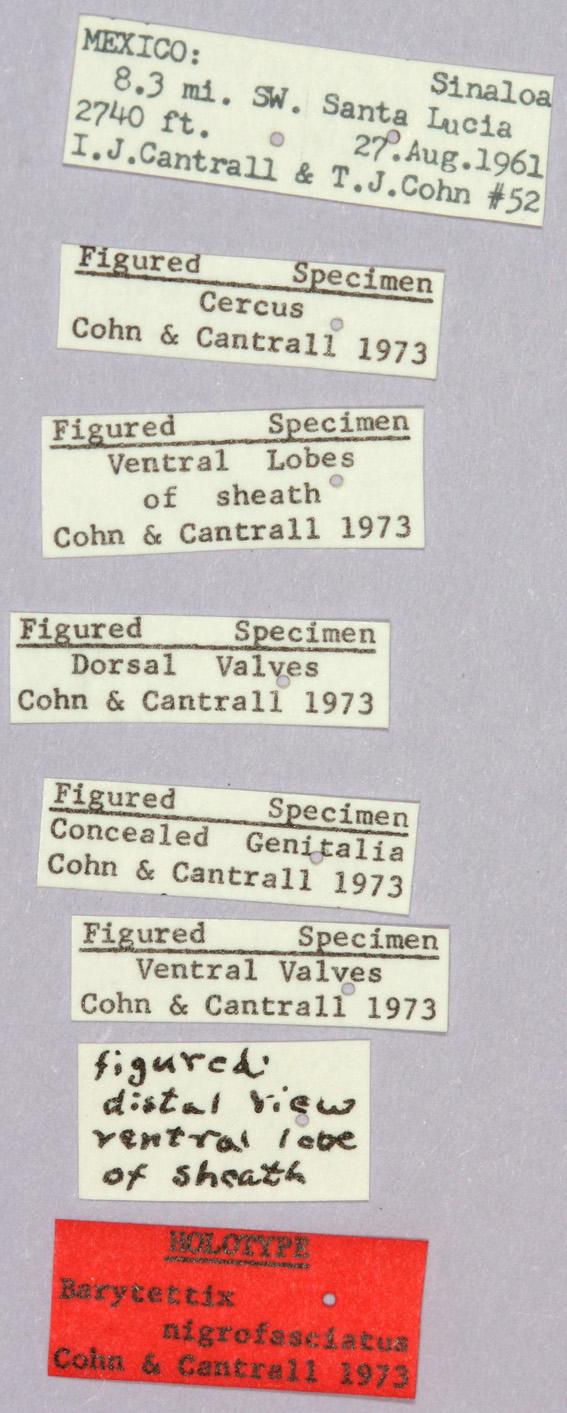 MEXICO: Sinaloa
8.3 mi. SW. Santa Lucia
2740 ft. 27.Aug.1961
I.J.Cantrall & T.J.Cohn #52
Figured Specimen
Cercus
Cohn & Cantrall 1973
Figured Specimen
Ventral Lobes
of sheath
Cohn & Cantrall 1973
Figured Specimen
Dorsal Valves
Cohn & Cantrall 1973
Figured Specimen
Concealed Genitalia
Cohn & Cantrall 1973
Figured Specimen
Ventral Valves
Cohn & Cantrall 1973
figured:
distal view
ventral lobe
of sheath
HOLOTYPE
Barytettix
nigrofasciatus
Cohn & Cantrall 1973